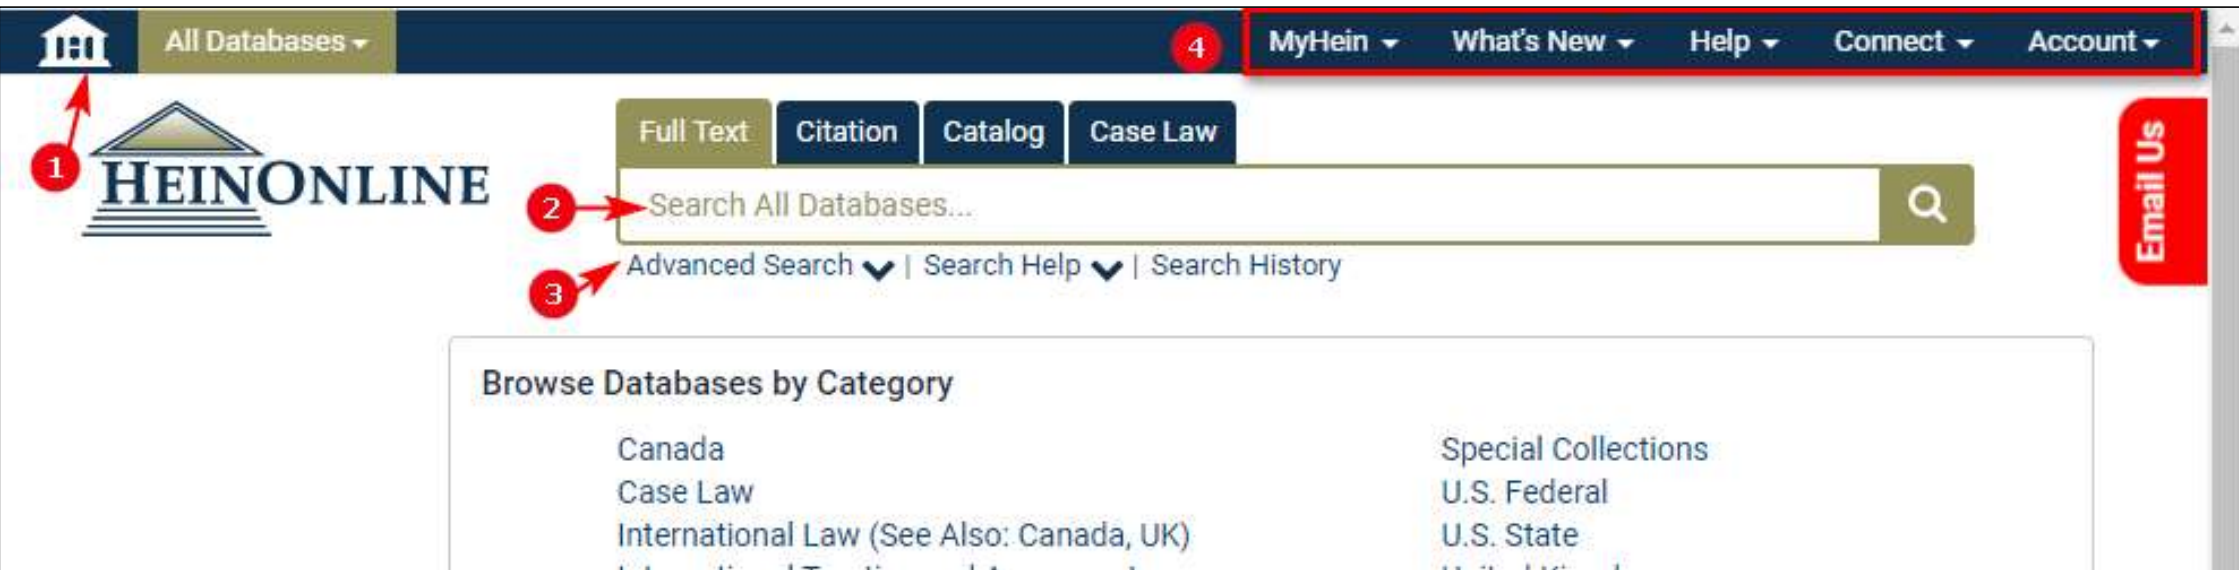 All Databases
4
MyHein What's New Help Connect Account
1
HEINONLINE
Full Text Citation Catalog Case Law
2
Search All Databases...
Email Us
3
Advanced Search | Search Help | Search History
Browse Databases by Category
Canada
Case Law
International Law (See Also: Canada, UK)
Special Collections
U.S. Federal
U.S. State